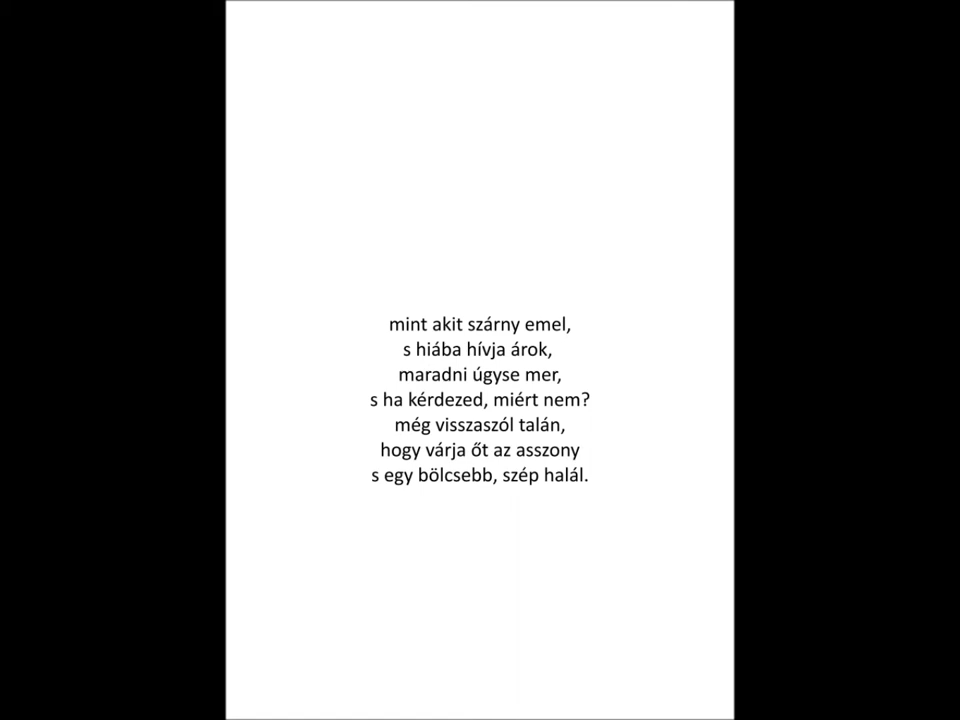 mint akit szárny emel,
s hiába hívja árok,
maradni úgyse mer,
s ha kérdezed, miért nem?
még visszaszól talán,
hogy várja őt az asszony
s egy bölcsebb, szép halál.